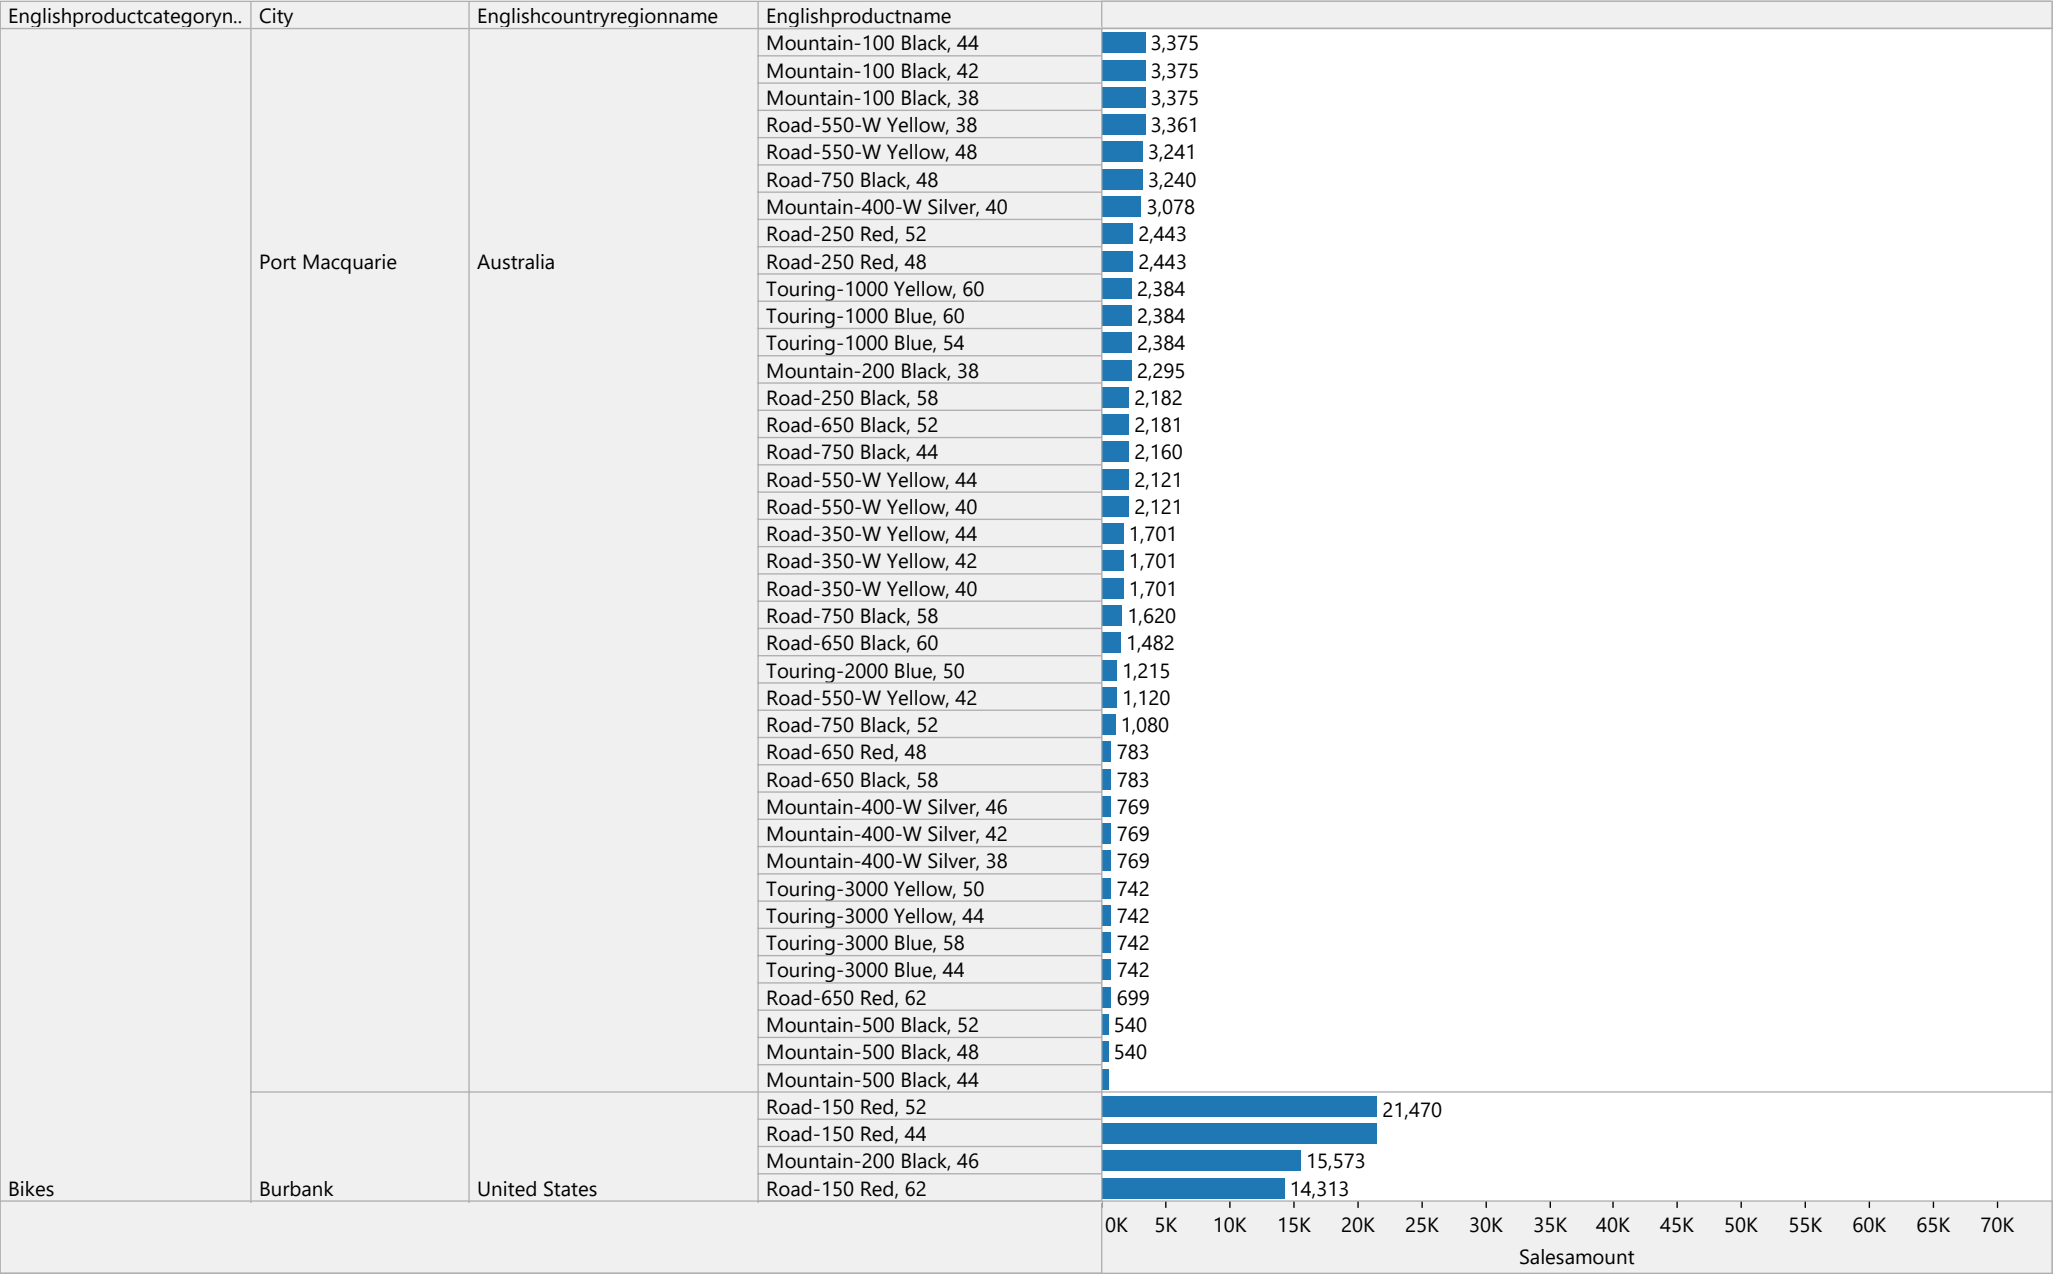 Englishproductcategoryn.. City Englishcountryregionname Englishproductname
Mountain-100 Black, 44 3,375
Mountain-100 Black, 42 3,375
Mountain-100 Black, 38 3,375
Road-550-W Yellow, 38 3,361
Road-550-W Yellow, 48 3,241
Road-750 Black, 48 3,240
Mountain-400-W Silver, 40 3,078
Road-250 Red, 52 2,443
Port Macquarie Australia Road-250 Red, 48 2,443
Touring-1000 Yellow, 60 2,384
Touring-1000 Blue, 60 2,384
Touring-1000 Blue, 54 2,384
Mountain-200 Black, 38 2,295
Road-250 Black, 58 2,182
Road-650 Black, 52 2,181
Road-750 Black, 44 2,160
Road-550-W Yellow, 44 2,121
Road-550-W Yellow, 40 2,121
Road-350-W Yellow, 44 1,701
Road-350-W Yellow, 42 1,701
Road-350-W Yellow, 40 1,701
Road-750 Black, 58 1,620
Road-650 Black, 60 1,482
Touring-2000 Blue, 50 1,215
Road-550-W Yellow, 42 1,120
Road-750 Black, 52 1,080
Road-650 Red, 48 783
Road-650 Black, 58 783
Mountain-400-W Silver, 46 769
Mountain-400-W Silver, 42 769
Mountain-400-W Silver, 38 769
Touring-3000 Yellow, 50 742
Touring-3000 Yellow, 44 742
Touring-3000 Blue, 58 742
Touring-3000 Blue, 44 742
Road-650 Red, 62 699
Mountain-500 Black, 52 540
Mountain-500 Black, 48 540
Mountain-500 Black, 44
Road-150 Red, 52 21,470
Road-150 Red, 44
Mountain-200 Black, 46 15,573
Bikes Burbank United States Road-150 Red, 62 14,313
0K 5K 10K 15K 20K 25K 30K 35K 40K 45K 50K 55K 60K 65K 70K
Salesamount